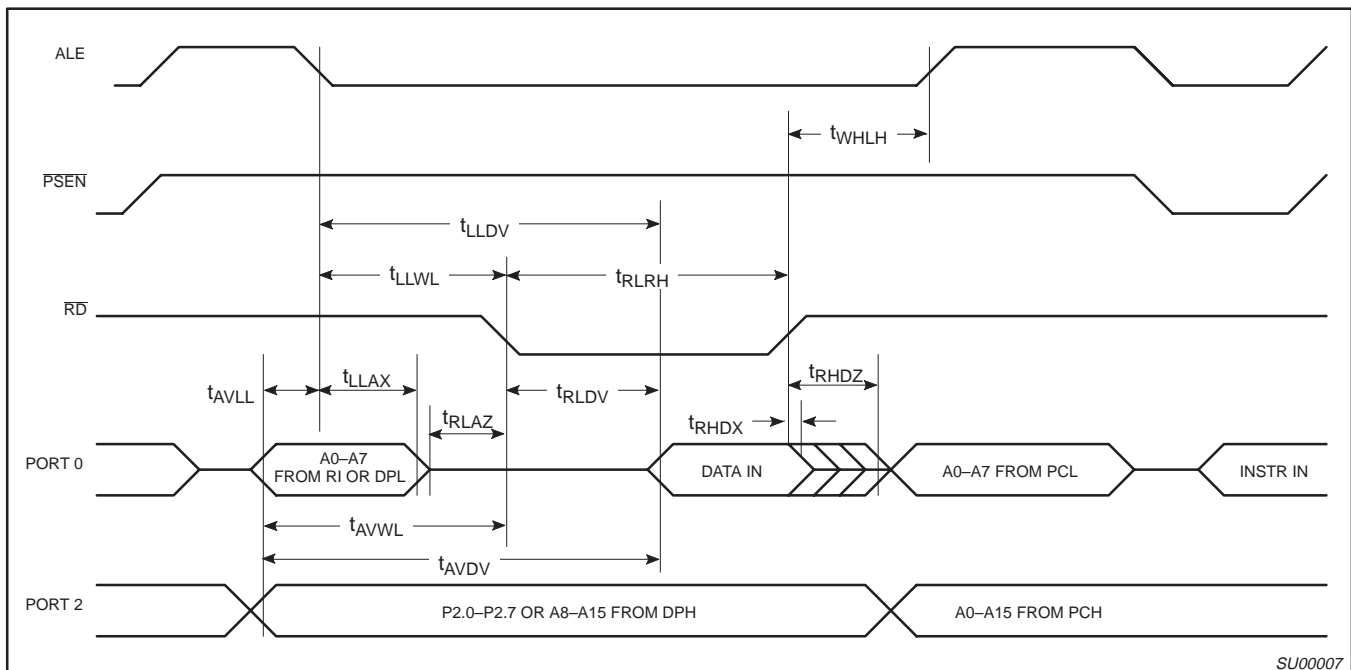 ALE
tWHLH
PSEN
tLLDV
tLLWL
tRLRH
RD
tAVLL
tLLAX
tRLDV
tRHDZ
tRLAZ
tRHDX
PORT 0
A0–A7
FROM RI OR DPL
DATA IN
A0–A7 FROM PCL
INSTR IN
tAVWL
tAVDV
PORT 2
P2.0–P2.7 OR A8–A15 FROM DPH
A0–A15 FROM PCH
SU00007